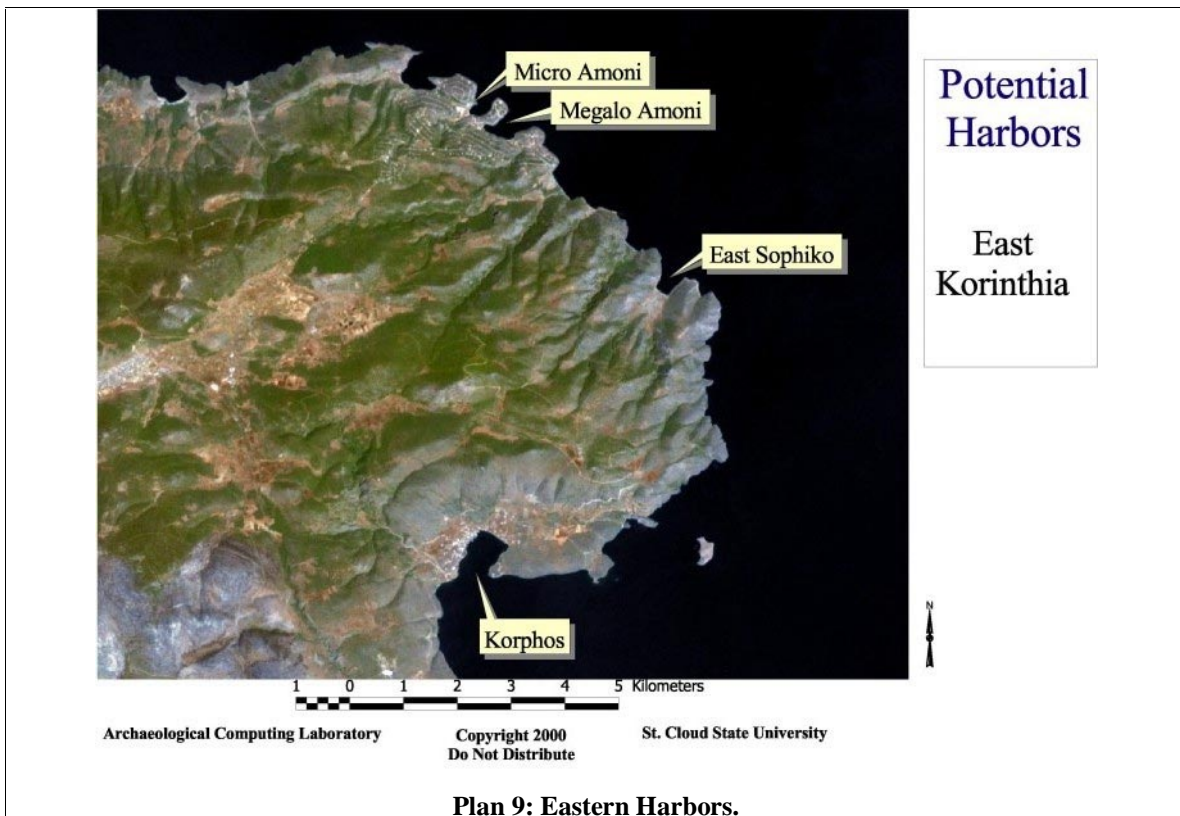 Micro Amoni
Megalo Amoni
East Sophiko
Korphos
Potential
Harbors
East
Korinthia
N
1 0 1 2 3 4 5 Kilometers
Archaeological Computing Laboratory
Copyright 2000
Do Not Distribute
St. Cloud State University
Plan 9: Eastern Harbors.